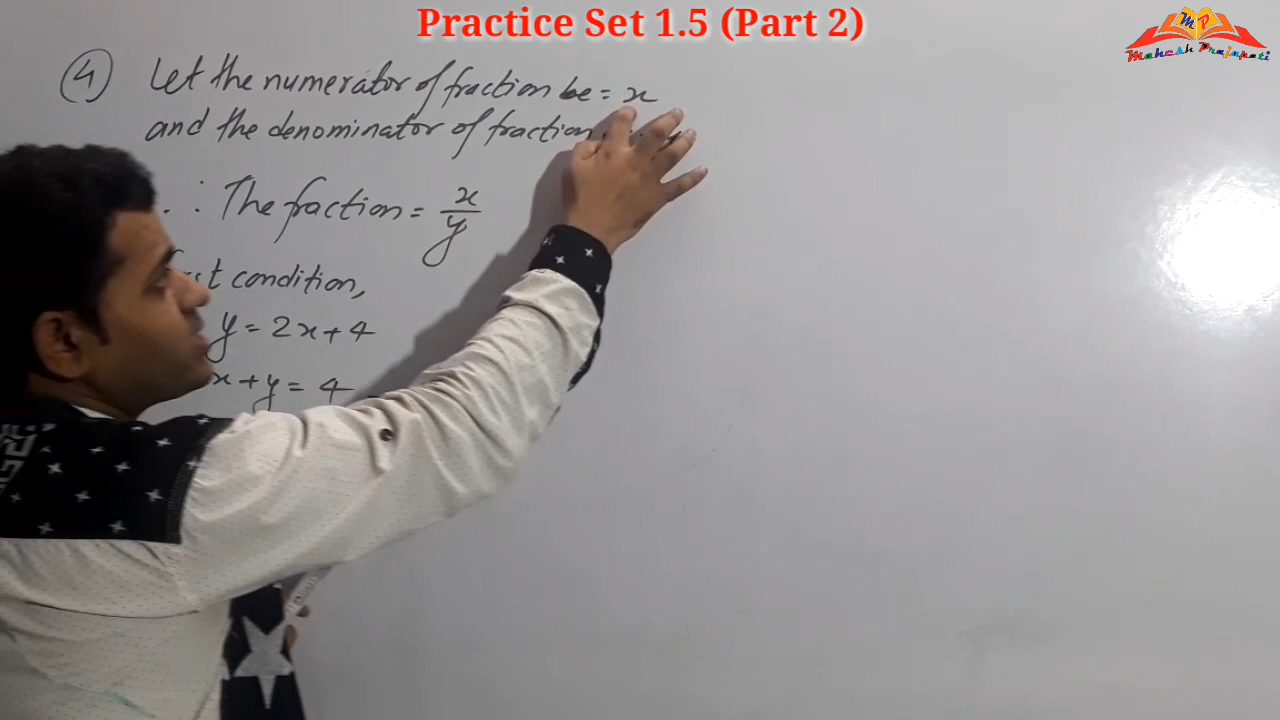 Practice Set 1.5 (Part 2)
MP
Mahesh Prajapati
④ Let the numerator of fraction be = x
and the denominator of fraction
∴ The fraction = x/y
condition,
y = 2x + 4
x + y = 4